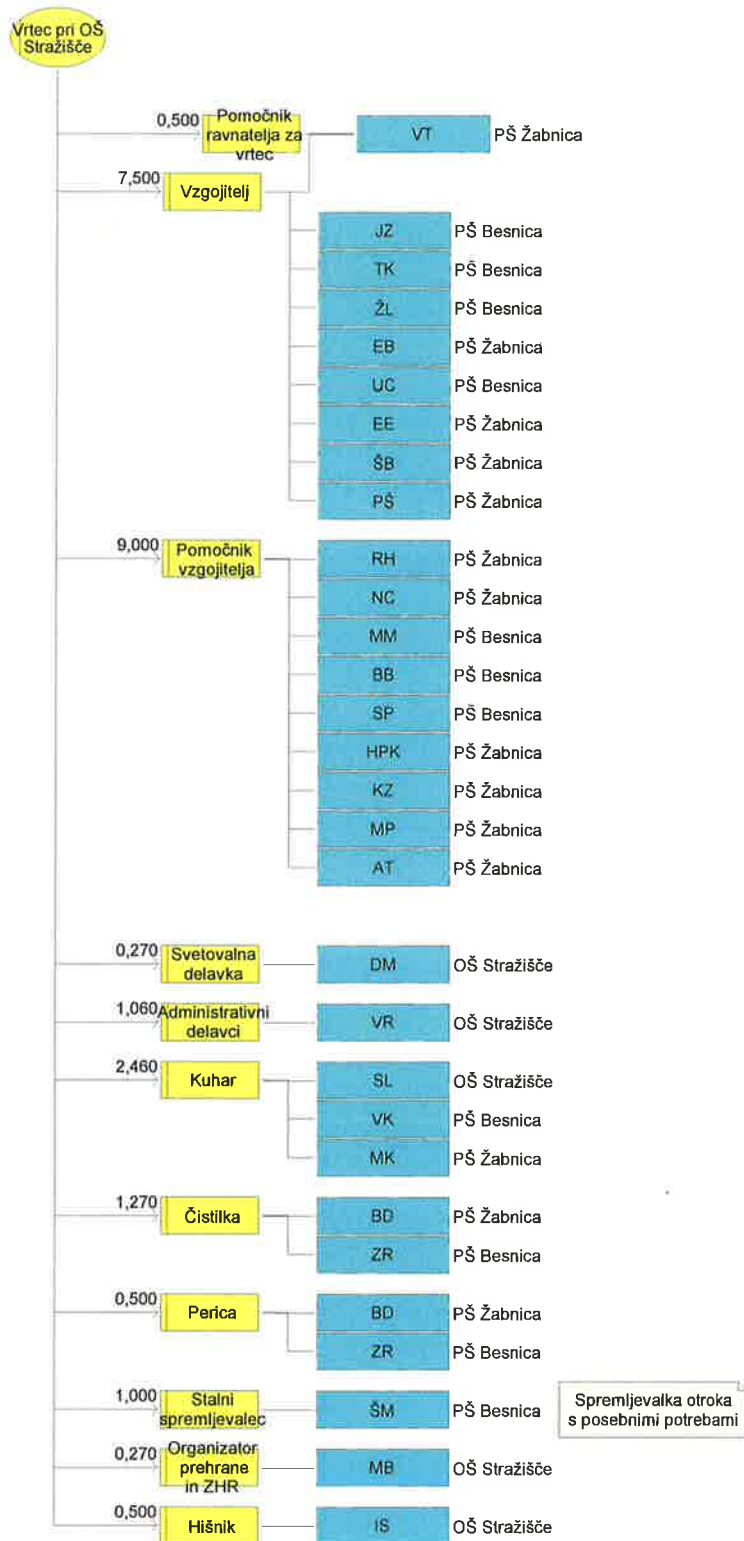 Vrtec pri OŠ
Stražišče
0,500
Pomočnik
ravnatelja za
vrtec
VT
PŠ Žabnica
7,500
Vzgojitelj
JZ
PŠ Besnica
TK
PŠ Besnica
ŽL
PŠ Besnica
EB
PŠ Žabnica
UC
PŠ Besnica
EE
PŠ Žabnica
ŠB
PŠ Žabnica
PŠ
PŠ Žabnica
9,000
Pomočnik
vzgojitelja
RH
PŠ Žabnica
NC
PŠ Žabnica
MM
PŠ Besnica
BB
PŠ Besnica
SP
PŠ Besnica
HPK
PŠ Žabnica
KZ
PŠ Žabnica
MP
PŠ Žabnica
AT
PŠ Žabnica
0,270
Svetovalna
delavka
DM
OŠ Stražišče
1,060
Administrativni
delavci
VR
OŠ Stražišče
2,460
Kuhar
SL
OŠ Stražišče
VK
PŠ Besnica
MK
PŠ Žabnica
1,270
Čistilka
BD
PŠ Žabnica
ZR
PŠ Besnica
0,500
Perica
BD
PŠ Žabnica
ZR
PŠ Besnica
1,000
Stalni
spremljevalec
ŠM
PŠ Besnica
Spremljevalka otroka
s posebnimi potrebami
0,270
Organizator
prehrane
in ZHR
MB
OŠ Stražišče
0,500
Hišnik
IS
OŠ Stražišče